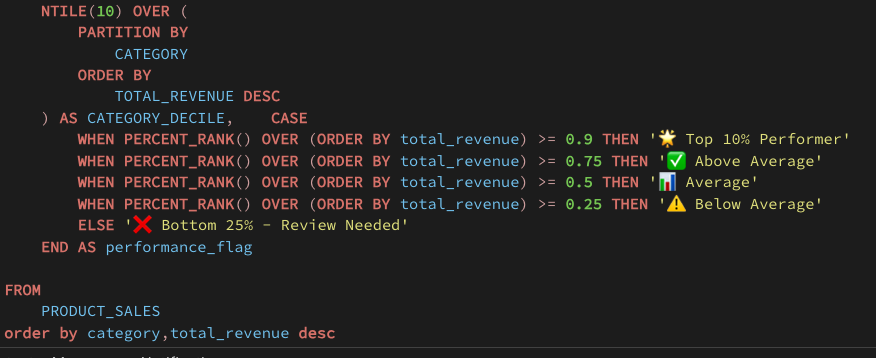 NTILE(10) OVER (
PARTITION BY
CATEGORY
ORDER BY
TOTAL_REVENUE DESC
) AS CATEGORY_DECILE,    CASE
WHEN PERCENT_RANK() OVER (ORDER BY total_revenue) >= 0.9 THEN '🌟 Top 10% Performer'
WHEN PERCENT_RANK() OVER (ORDER BY total_revenue) >= 0.75 THEN '✅ Above Average'
WHEN PERCENT_RANK() OVER (ORDER BY total_revenue) >= 0.5 THEN '📊 Average'
WHEN PERCENT_RANK() OVER (ORDER BY total_revenue) >= 0.25 THEN '⚠️ Below Average'
ELSE '❌ Bottom 25% - Review Needed'
END AS performance_flag
FROM
PRODUCT_SALES
order by category,total_revenue desc